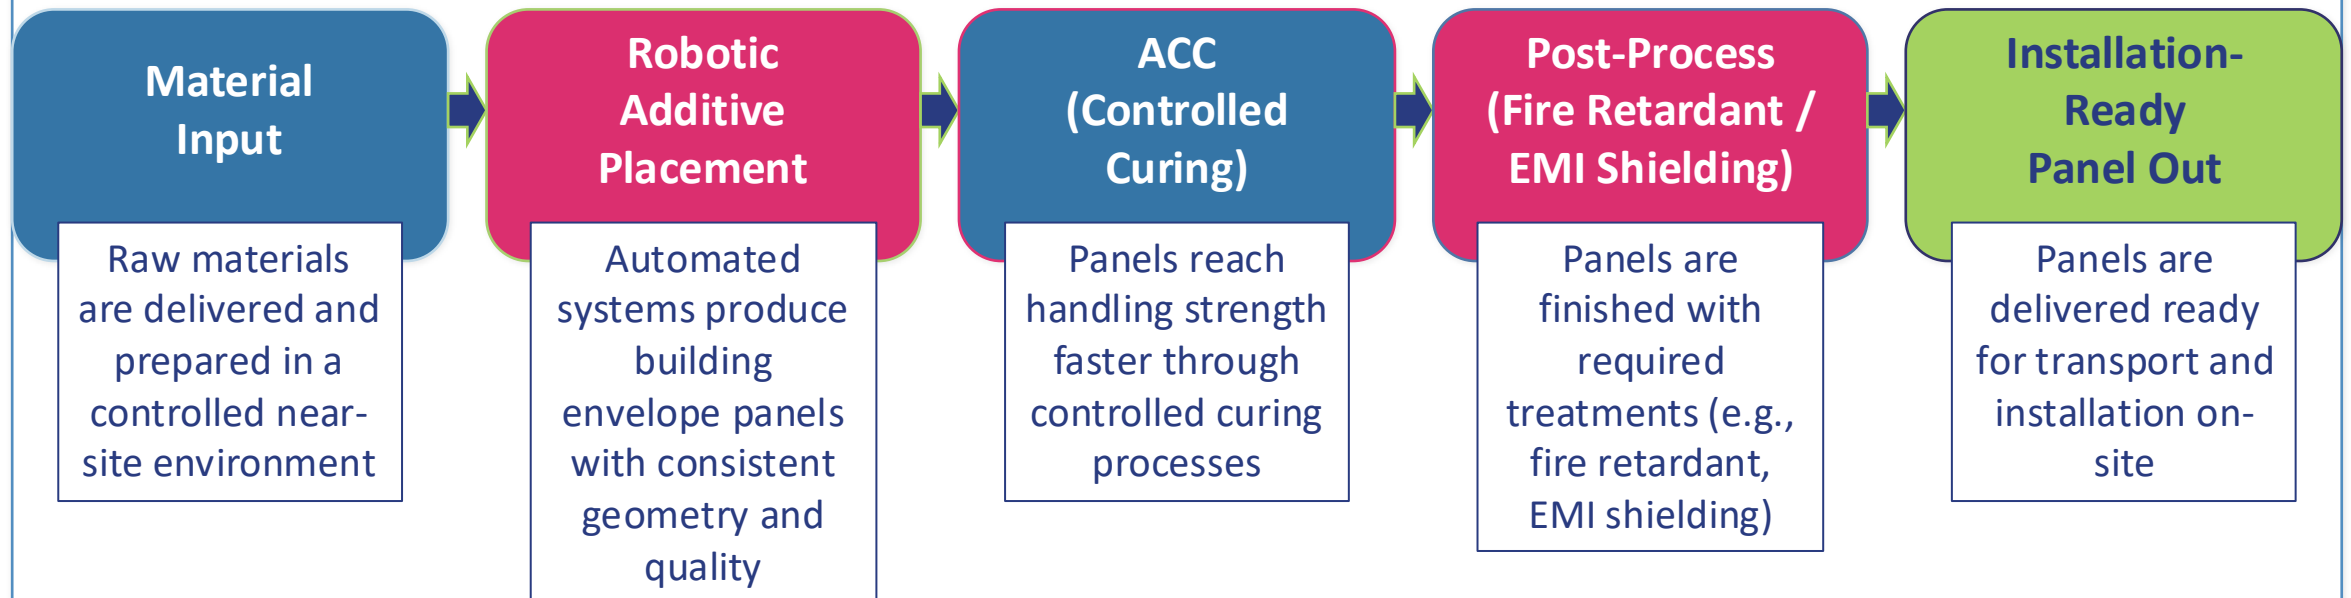 Material
Input
Robotic
Additive
Placement
ACC
(Controlled
Curing)
Post-Process
(Fire Retardant /
EMI Shielding)
Installation-
Ready
Panel Out
Raw materials
are delivered and
prepared in a
controlled near-
site environment
Automated
systems produce
building
envelope panels
with consistent
geometry and
quality
Panels reach
handling strength
faster through
controlled curing
processes
Panels are
finished with
required
treatments (e.g.,
fire retardant,
EMI shielding)
Panels are
delivered ready
for transport and
installation on-
site